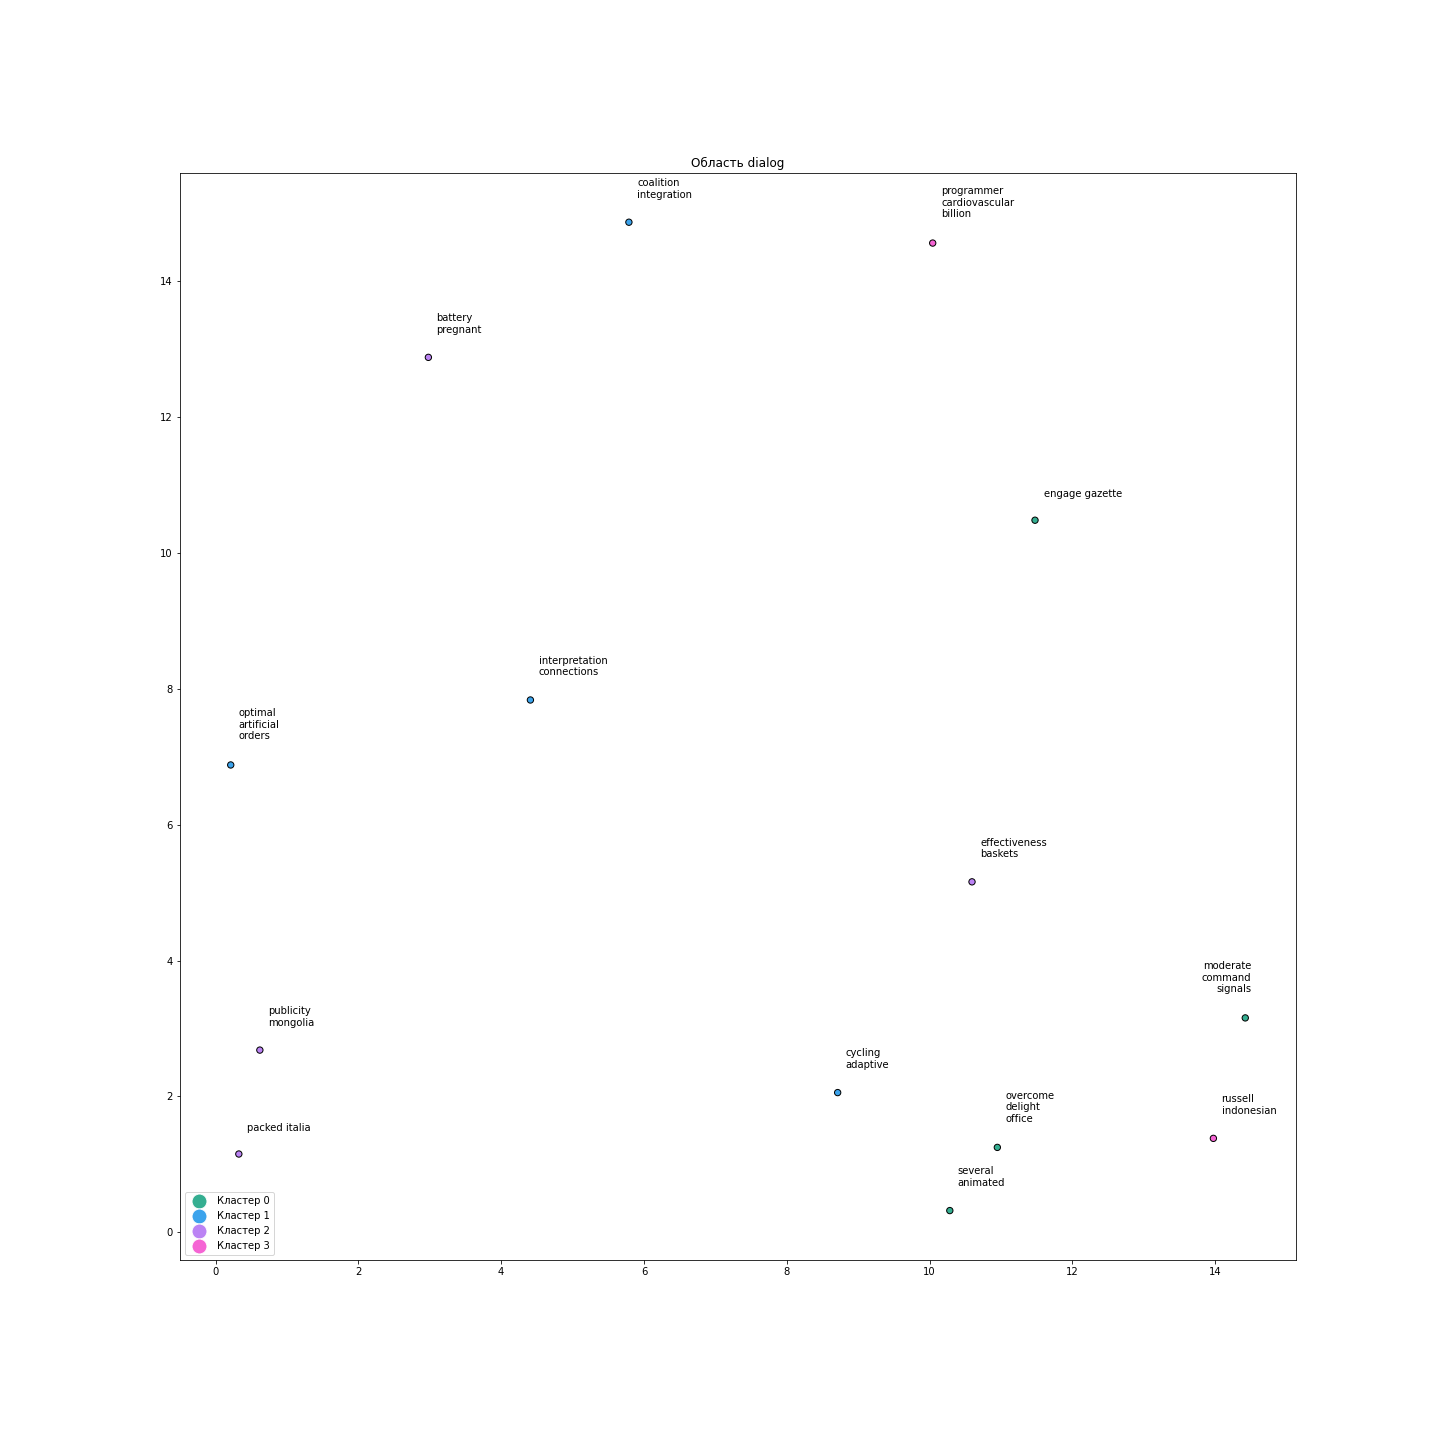 Область dialog
coalition
integration
programmer
cardiovascular
billion
battery
pregnant
engage gazette
interpretation
connections
optimal
artificial
orders
effectiveness
baskets
moderate
command
signals
publicity
mongolia
cycling
adaptive
overcome
delight
office
russell
indonesian
packed italia
several
animated
Кластер 0
Кластер 1
Кластер 2
Кластер 3
14
12
10
8
6
4
2
0
0
2
4
6
8
10
12
14